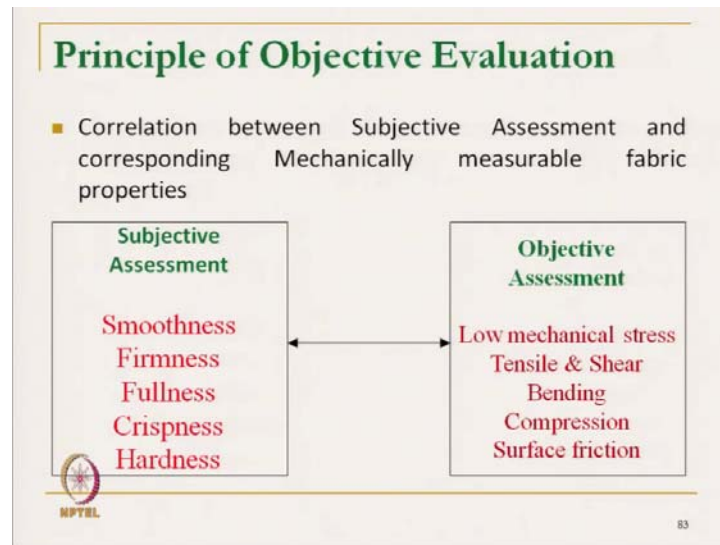 Principle of Objective Evaluation
Correlation between Subjective Assessment and
corresponding Mechanically measurable fabric
properties
Subjective
Assessment
Smoothness
Firmness
Fullness
Crispness
Hardness
Objective
Assessment
Low mechanical stress
Tensile & Shear
Bending
Compression
Surface friction
NPTEL
83